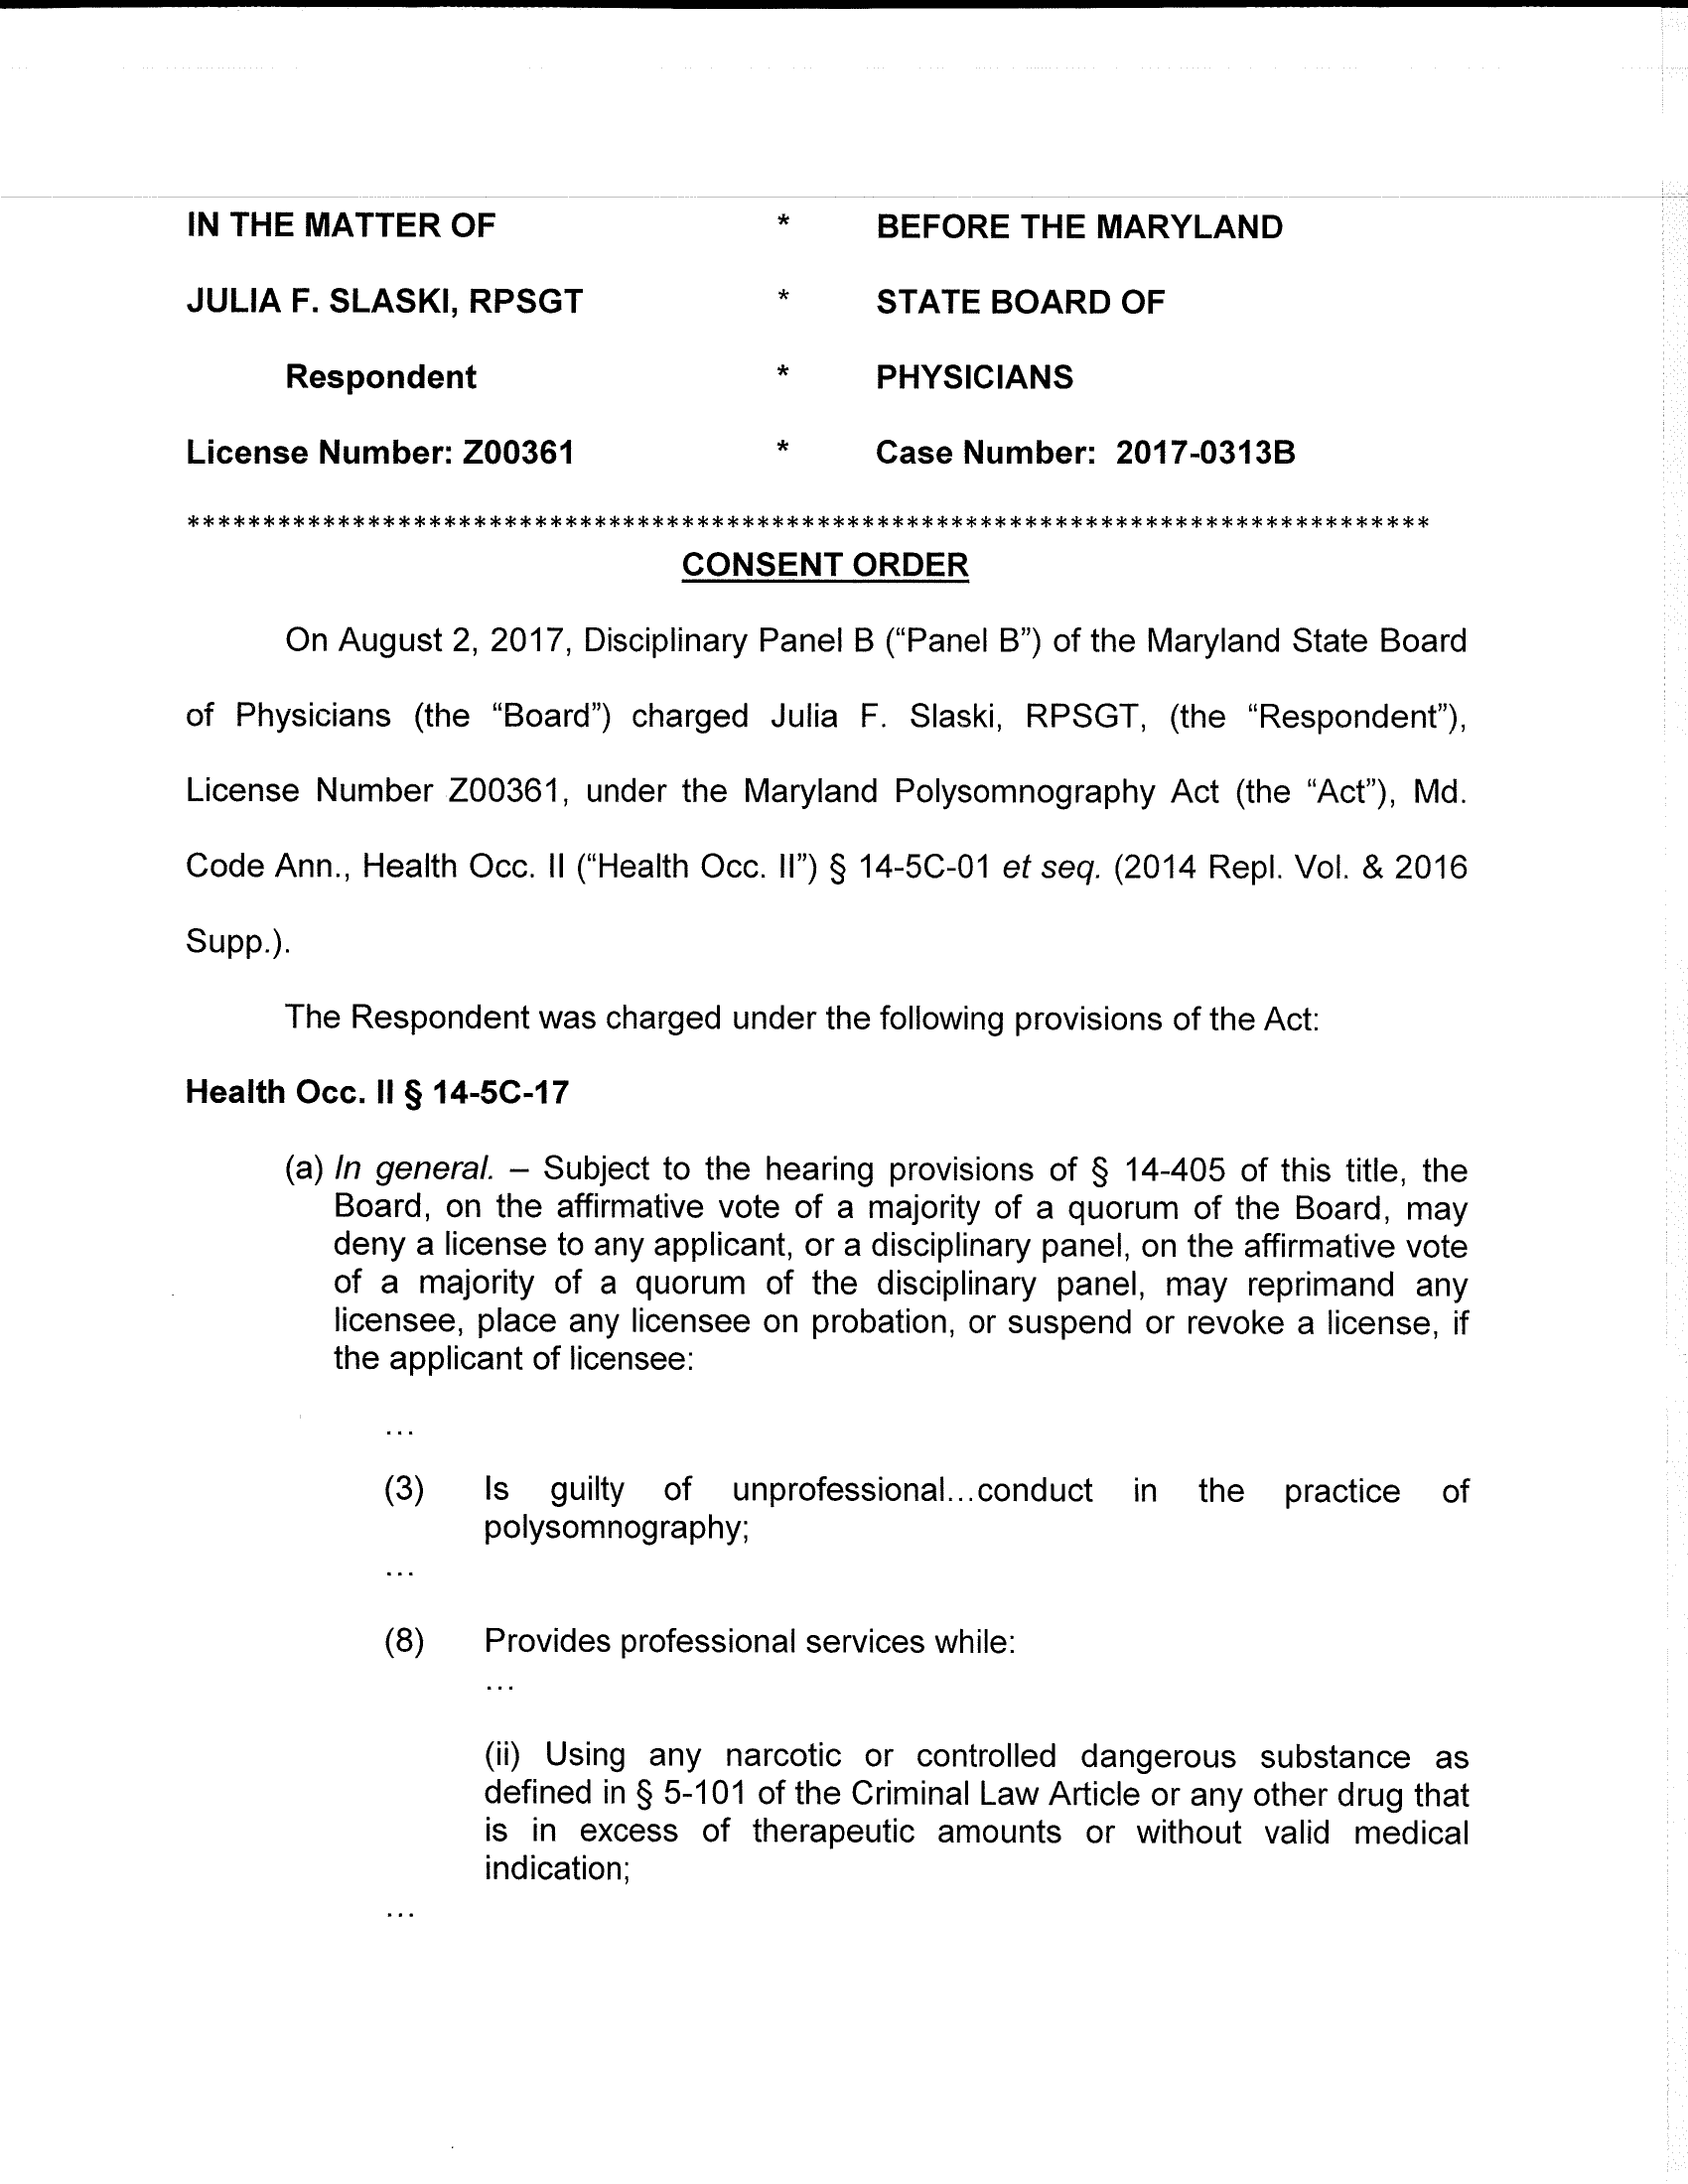 IN THE MATTER OF * BEFORE THE MARYLAND
JULIA F. SLASKI, RPSGT * STATE BOARD OF
Respondent * PHYSICIANS
License Number: Z00361 * Case Number: 2017-0313B
***********************************************************************************
CONSENT ORDER
On August 2, 2017, Disciplinary Panel B (“Panel B”) of the Maryland State Board
of Physicians (the “Board”) charged Julia F. Slaski, RPSGT, (the “Respondent”),
License Number Z00361, under the Maryland Polysomnography Act (the “Act”), Md.
Code Ann., Health Occ. II (“Health Occ. II”) § 14-5C-01 et seq. (2014 Repl. Vol. & 2016
Supp.).
The Respondent was charged under the following provisions of the Act:
Health Occ. II § 14-5C-17
(a) In general. – Subject to the hearing provisions of § 14-405 of this title, the
Board, on the affirmative vote of a majority of a quorum of the Board, may
deny a license to any applicant, or a disciplinary panel, on the affirmative vote
of a majority of a quorum of the disciplinary panel, may reprimand any
licensee, place any licensee on probation, or suspend or revoke a license, if
the applicant of licensee:
...
(3) Is guilty of unprofessional...conduct in the practice of
polysomnography;
...
(8) Provides professional services while:
...
(ii) Using any narcotic or controlled dangerous substance as
defined in § 5-101 of the Criminal Law Article or any other drug that
is in excess of therapeutic amounts or without valid medical
indication;
...